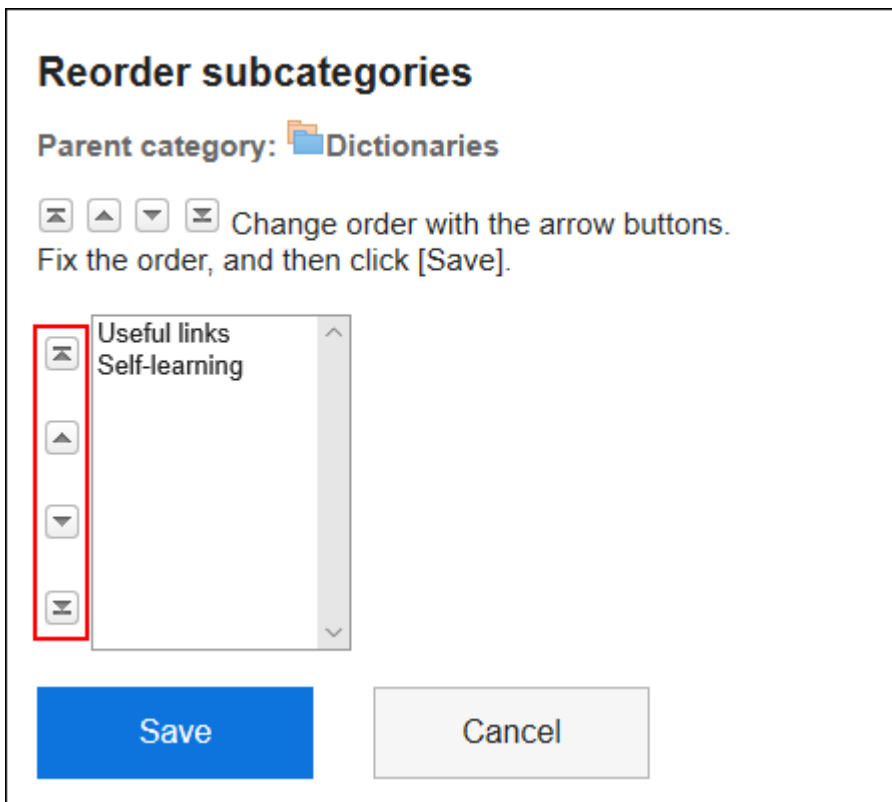 Reorder subcategories
Parent category: Dictionaries
Change order with the arrow buttons.
Fix the order, and then click [Save].
Useful links
Self-learning
Save
Cancel